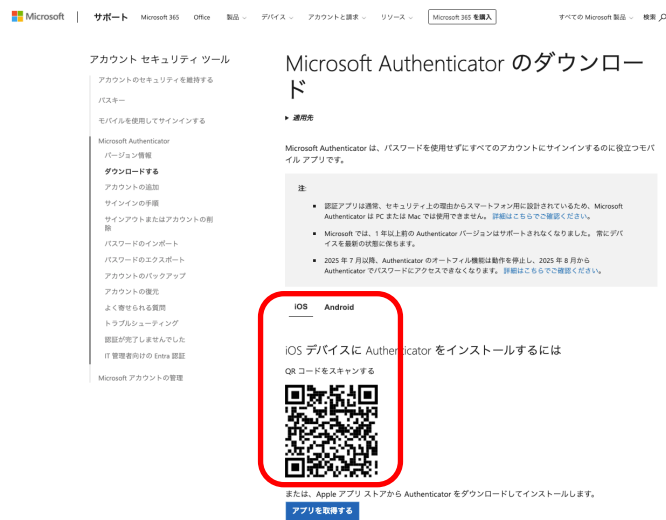 Microsoft
サポート
Microsoft 365
Office
製品
デバイス
アカウントと請求
リソース
Microsoft 365 を購入
すべての Microsoft 製品
検索
アカウント セキュリティ ツール
アカウントのセキュリティを維持する
パスキー
モバイルを使用してサインインする
Microsoft Authenticator
バージョン情報
ダウンロードする
アカウントの追加
サインインの手順
サインアウトまたはアカウントの削
除
パスワードのインポート
パスワードのエクスポート
アカウントのバックアップ
アカウントの復元
よく寄せられる質問
トラブルシューティング
認証が完了しませんでした
IT 管理者向けの Entra 認証
Microsoft アカウントの管理
Microsoft Authenticator のダウンロー
ド
適用先
Microsoft Authenticator は、パスワードを使用せずにすべてのアカウントにサインインするのに役立つモバ
イル アプリです。
注:
認証アプリは通常、セキュリティ上の理由からスマートフォン用に設計されているため、Microsoft
Authenticator は PC または Mac では使用できません。 詳細はこちらでご確認ください。
Microsoft では、1 年以上前の Authenticator バージョンはサポートされなくなりました。 常にデバ
イスを最新の状態に保ちます。
2025 年 7 月以降、Authenticator のオートフィル機能は動作を停止し、2025 年 8 月から
Authenticator でパスワードにアクセスできなくなります。 詳細はこちらでご確認ください。
iOS
Android
iOS デバイスに Authenticator をインストールするには
QR コードをスキャンする
または、Apple アプリ ストアから Authenticator をダウンロードしてインストールします。
アプリを取得する